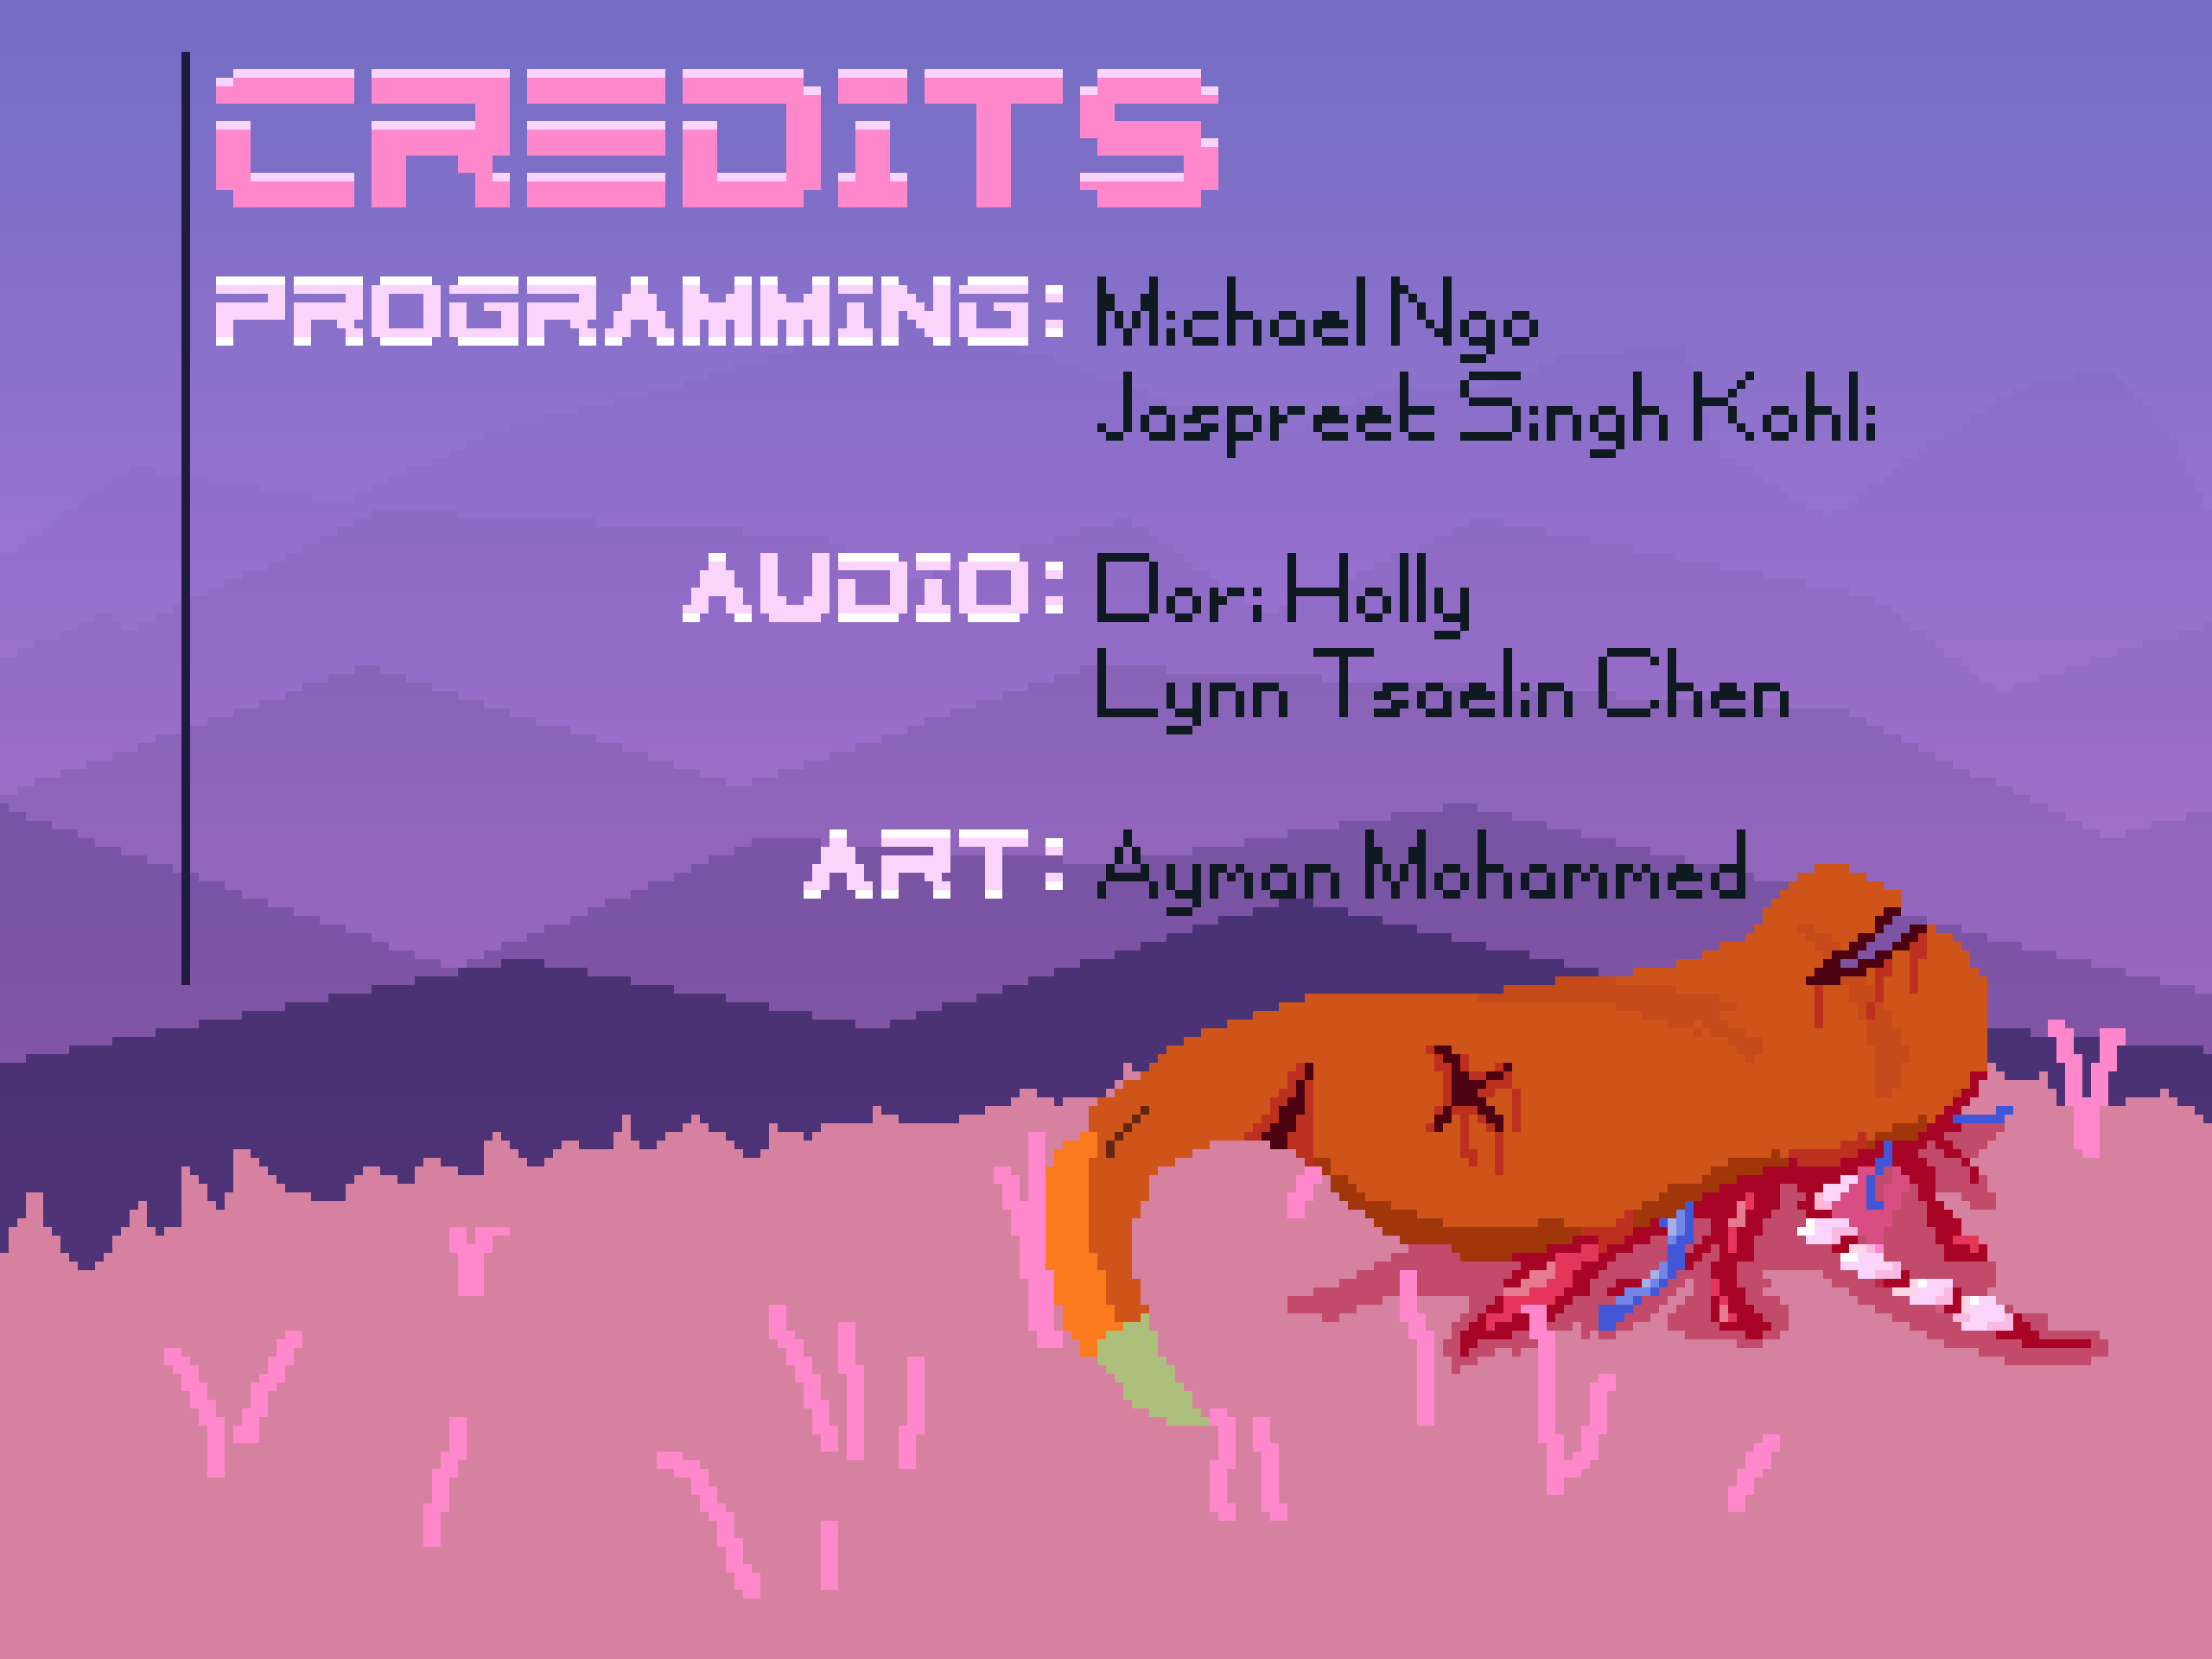 CREDITS
PROGRAMMING: Michael Ngo
Jaspreet Singh Kohli
AUDIO: Dori Holly
Lynn Tsaelin Chen
ART: Ayman Mohammed